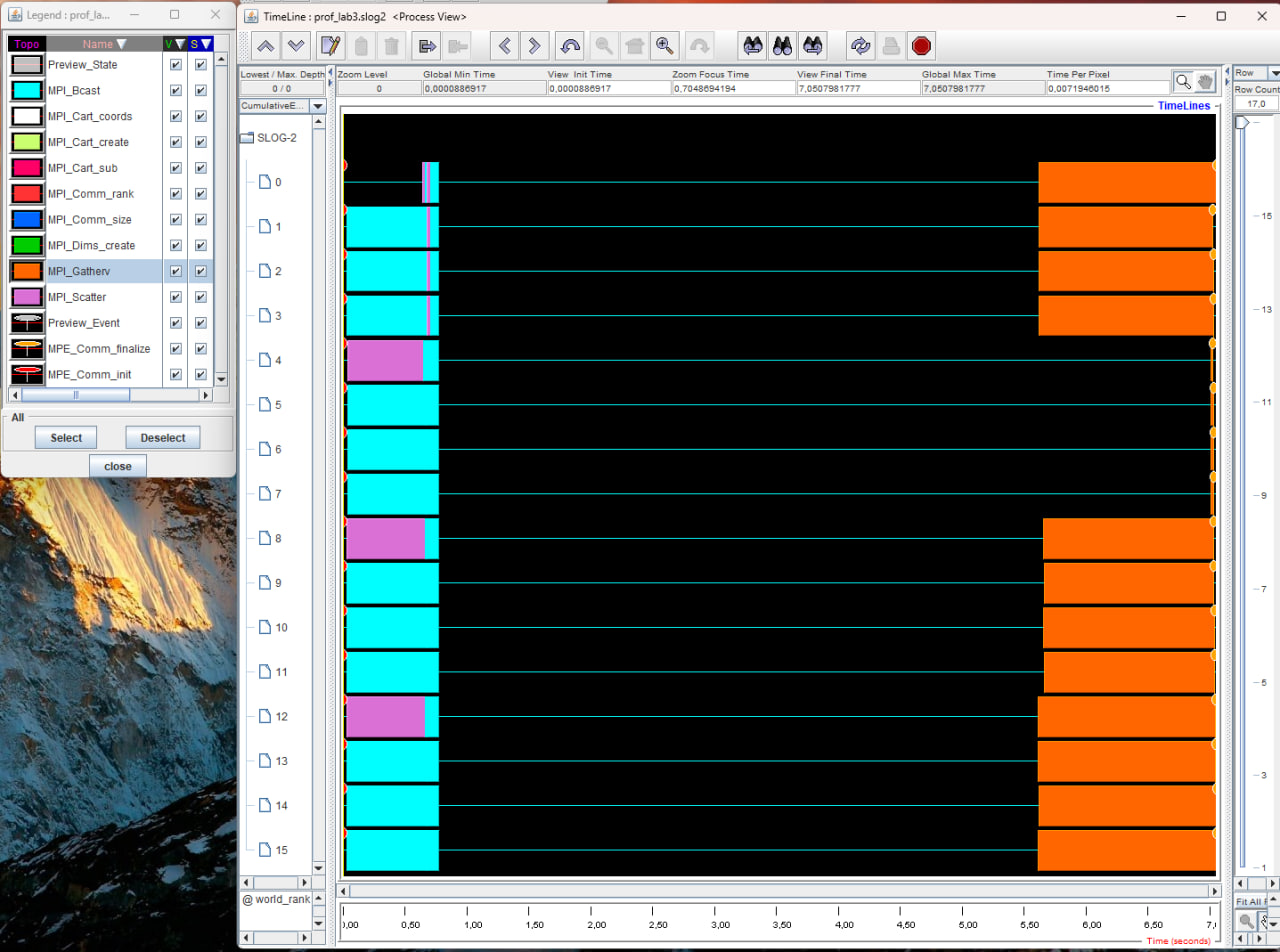 Legend : prof_la...
Topo Name V S
Preview_State
MPI_Bcast
MPI_Cart_coords
MPI_Cart_create
MPI_Cart_sub
MPI_Comm_rank
MPI_Comm_size
MPI_Dims_create
MPI_Gatherv
MPI_Scatter
Preview_Event
MPE_Comm_finalize
MPE_Comm_init
All
Select Deselect
close
TimeLine : prof_lab3.slog2 <Process View>
Lowest / Max. Depth Zoom Level Global Min Time View Init Time Zoom Focus Time View Final Time Global Max Time Time Per Pixel
0 / 0 0 0,0000886917 0,0000886917 0,7048694194 7,0507981777 7,0507981777 0,0071946015
CumulativeE...
TimeLines
SLOG-2
0
1
2
3
4
5
6
7
8
9
10
11
12
13
14
15
@ world_rank
),00 0,50 1,00 1,50 2,00 2,50 3,00 3,50 4,00 4,50 5,00 5,50 6,00 6,50 7,
Time (seconds)
Row
Row Count
17,0
15
13
11
9
7
5
3
1
Fit All